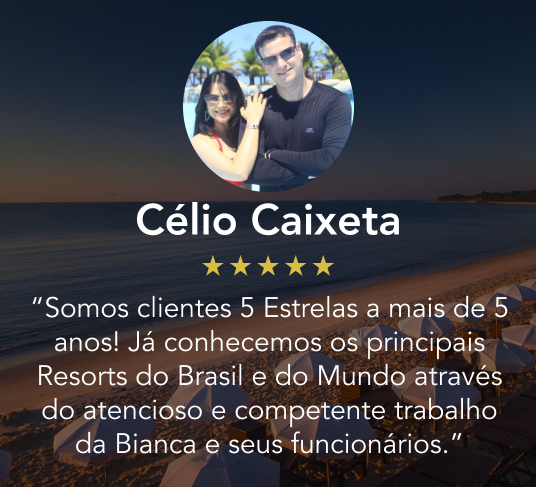 Célio Caixeta
“Somos clientes 5 Estrelas a mais de 5
anos! Já conhecemos os principais
Resorts do Brasil e do Mundo através
do atencioso e competente trabalho
da Bianca e seus funcionários.”